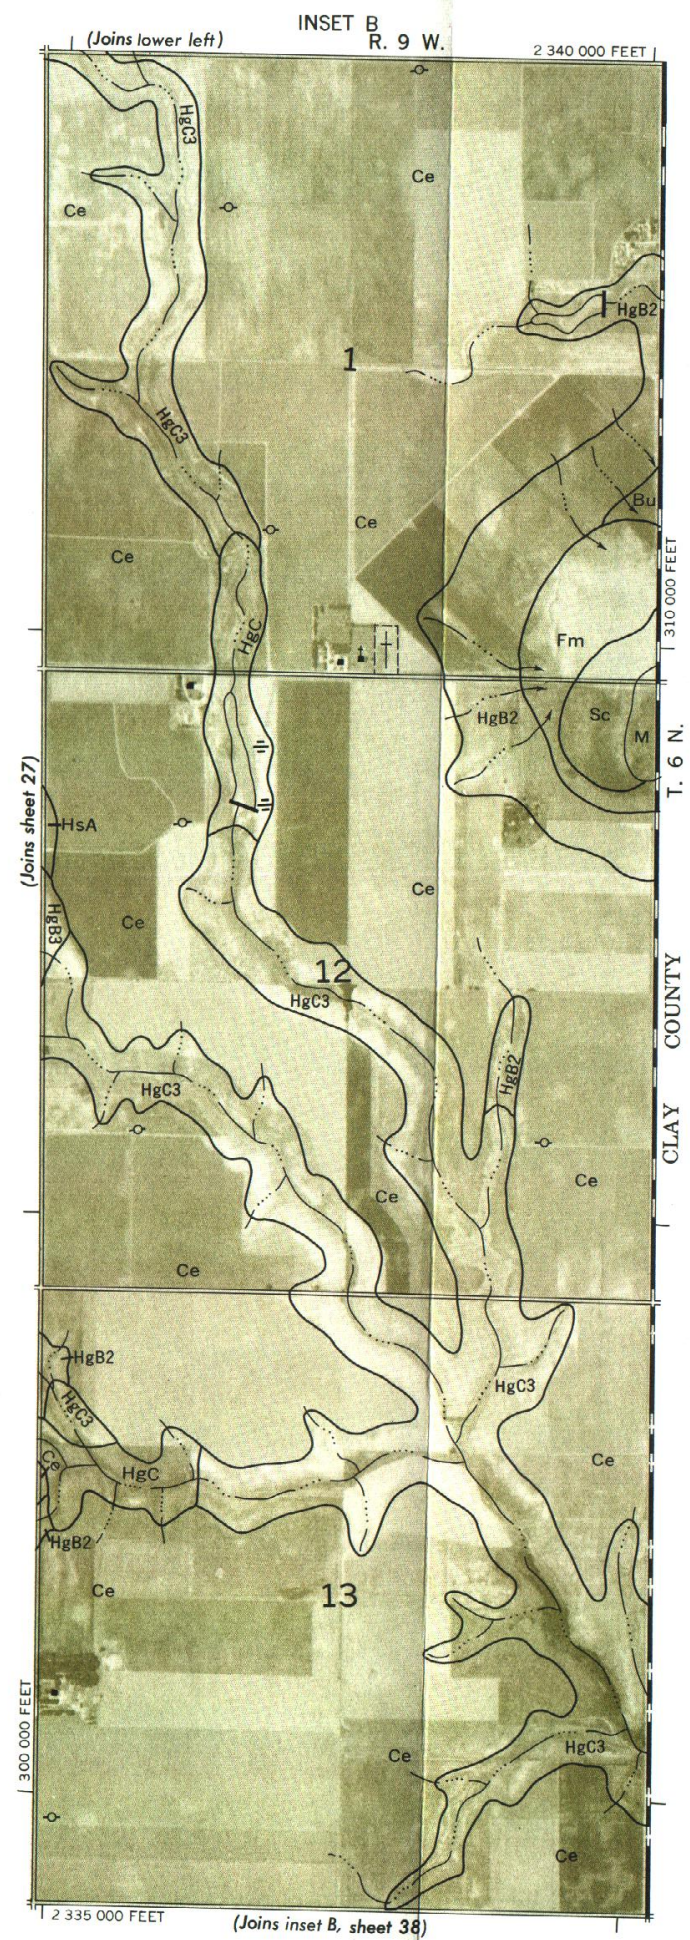 INSET B
(Joins lower left)
R. 9 W.
2 340 000 FEET
HgC3
Ce
Ce
HgB2
1
HgC3
Bu
Ce
Ce
310 000 FEET
HgC
Fm
HgB2
Sc
M
T. 6 N.
(Joins sheet 27)
HsA
Ce
HgB3
Ce
12
HgC3
CLAY COUNTY
HgB2
HgC3
Ce
Ce
Ce
HgB2
HgC3
HgC3
Ce
Ce
HgC
HgB2
Ce
13
300 000 FEET
HgC3
Ce
Ce
2 335 000 FEET
(Joins inset B, sheet 38)